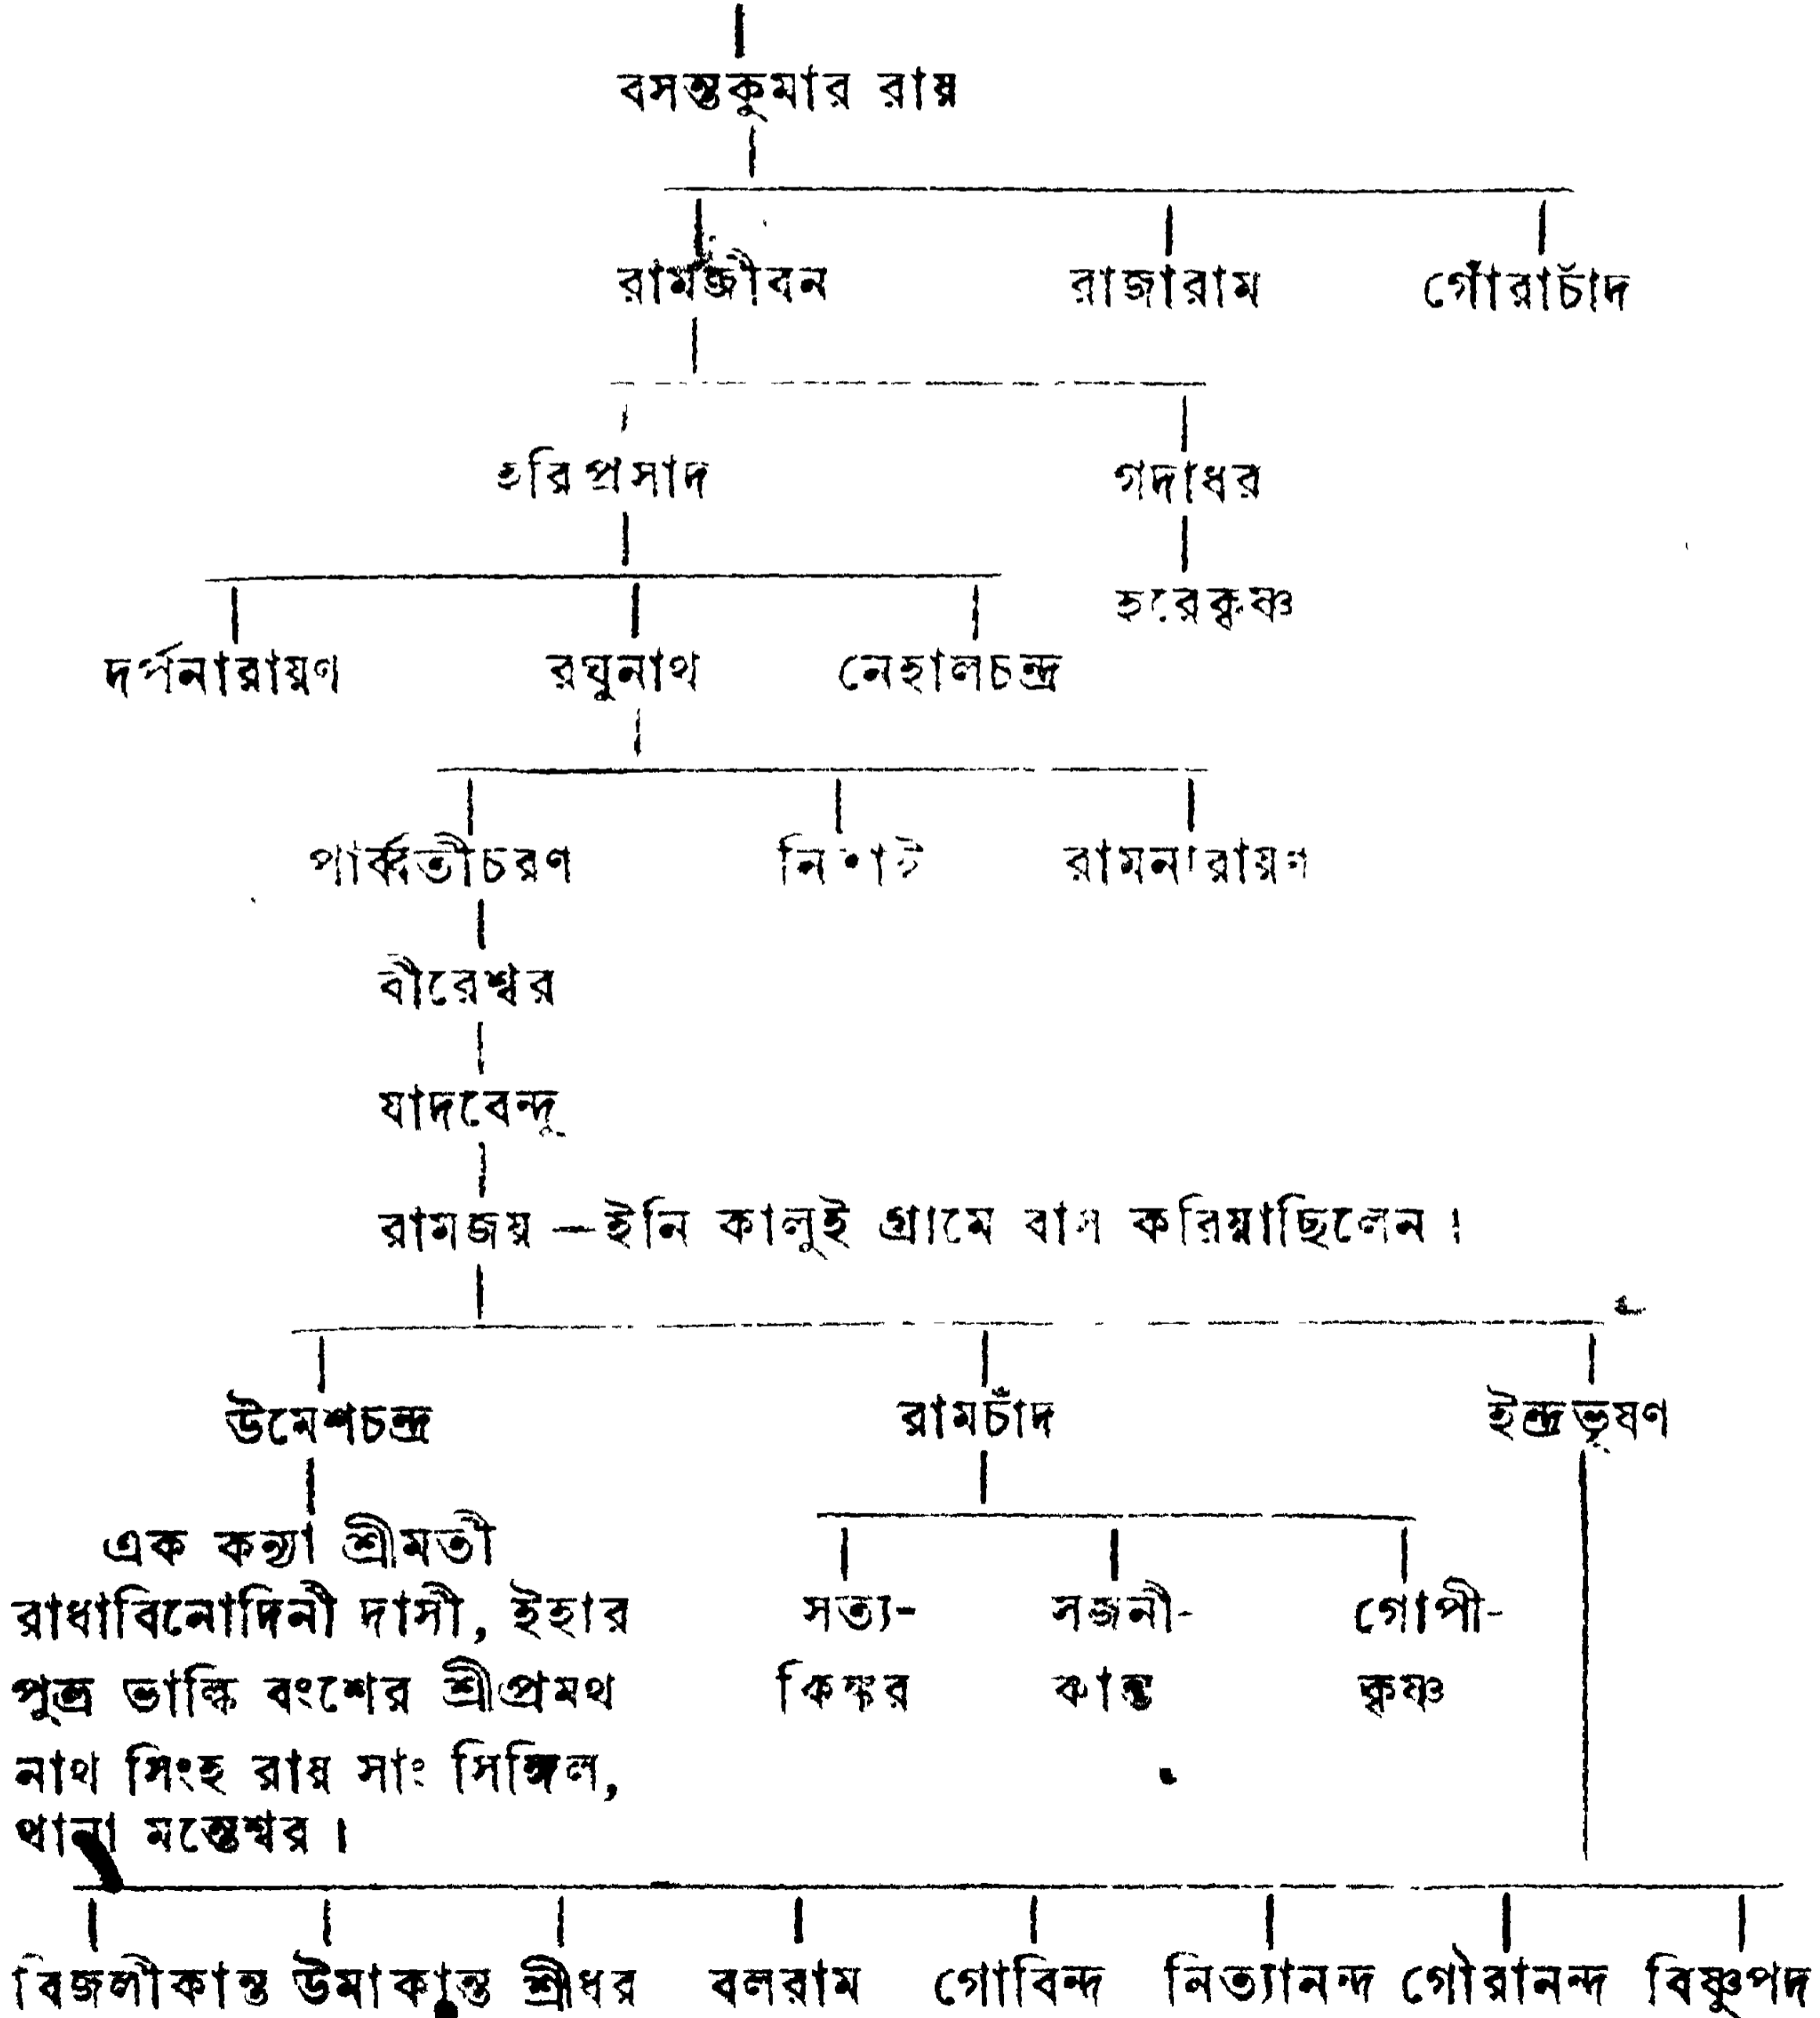 বসন্তকুমার রায়
রামজীবন রাজারাম গোঁরাচাঁদ
হরিপ্রসাদ গদাধর
হরেকৃষ্ণ
দর্পনারায়ণ রঘুনাথ নেহালচন্দ্র
পার্ব্বতীচরণ রামনারায়ণ
বীরেশ্বর
যাদবেন্দু
রামজয় —ইনি কালুই গ্রামে বাস করিয়াছিলেন।
উমেশচন্দ্র রামচাঁদ ইন্দ্রভূষণ
এক কন্যা শ্রীমতী
রাধাবিনোদিনী দাসী, ইহার সত্য- সজনী- গোপী-
পুত্র ভাল্কি বংশের শ্রীপ্রমথ কিঙ্কর কান্ত কৃষ্ণ
নাথ সিংহ রায় সাং সিঙ্গিল,
থানা মন্তেশ্বর।
বিজলীকান্ত উমাকান্ত শ্রীধর বলরাম গোবিন্দ নিত্যানন্দ গৌরানন্দ বিষ্ণুপদ